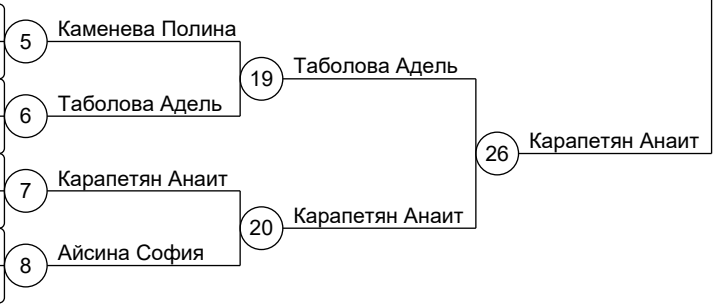 5 Каменева Полина
19 Таболова Адель
6 Таболова Адель
26 Карапетян Анаит
7 Карапетян Анаит
20 Карапетян Анаит
8 Айсина София